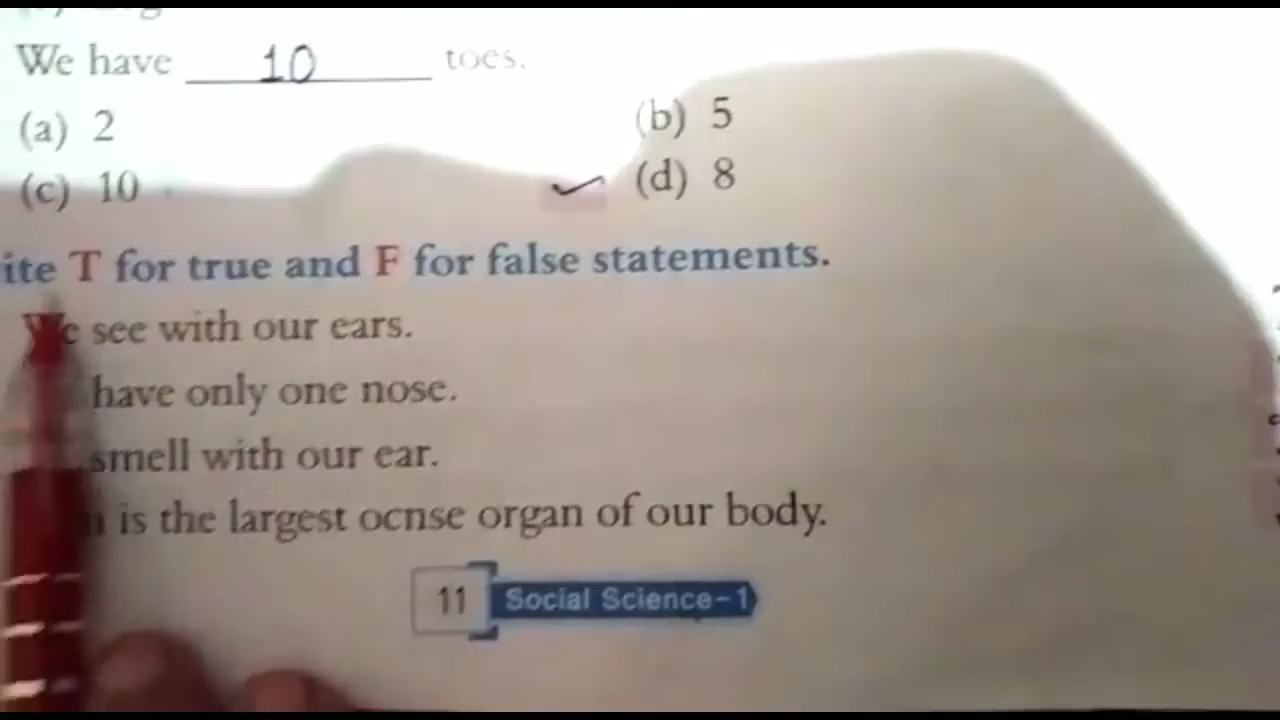 We have 10 toes.
(a) 2 (b) 5
(c) 10 (d) 8
ite T for true and F for false statements.
We see with our ears.
have only one nose.
smell with our ear.
is the largest ocnse organ of our body.
11 Social Science-1